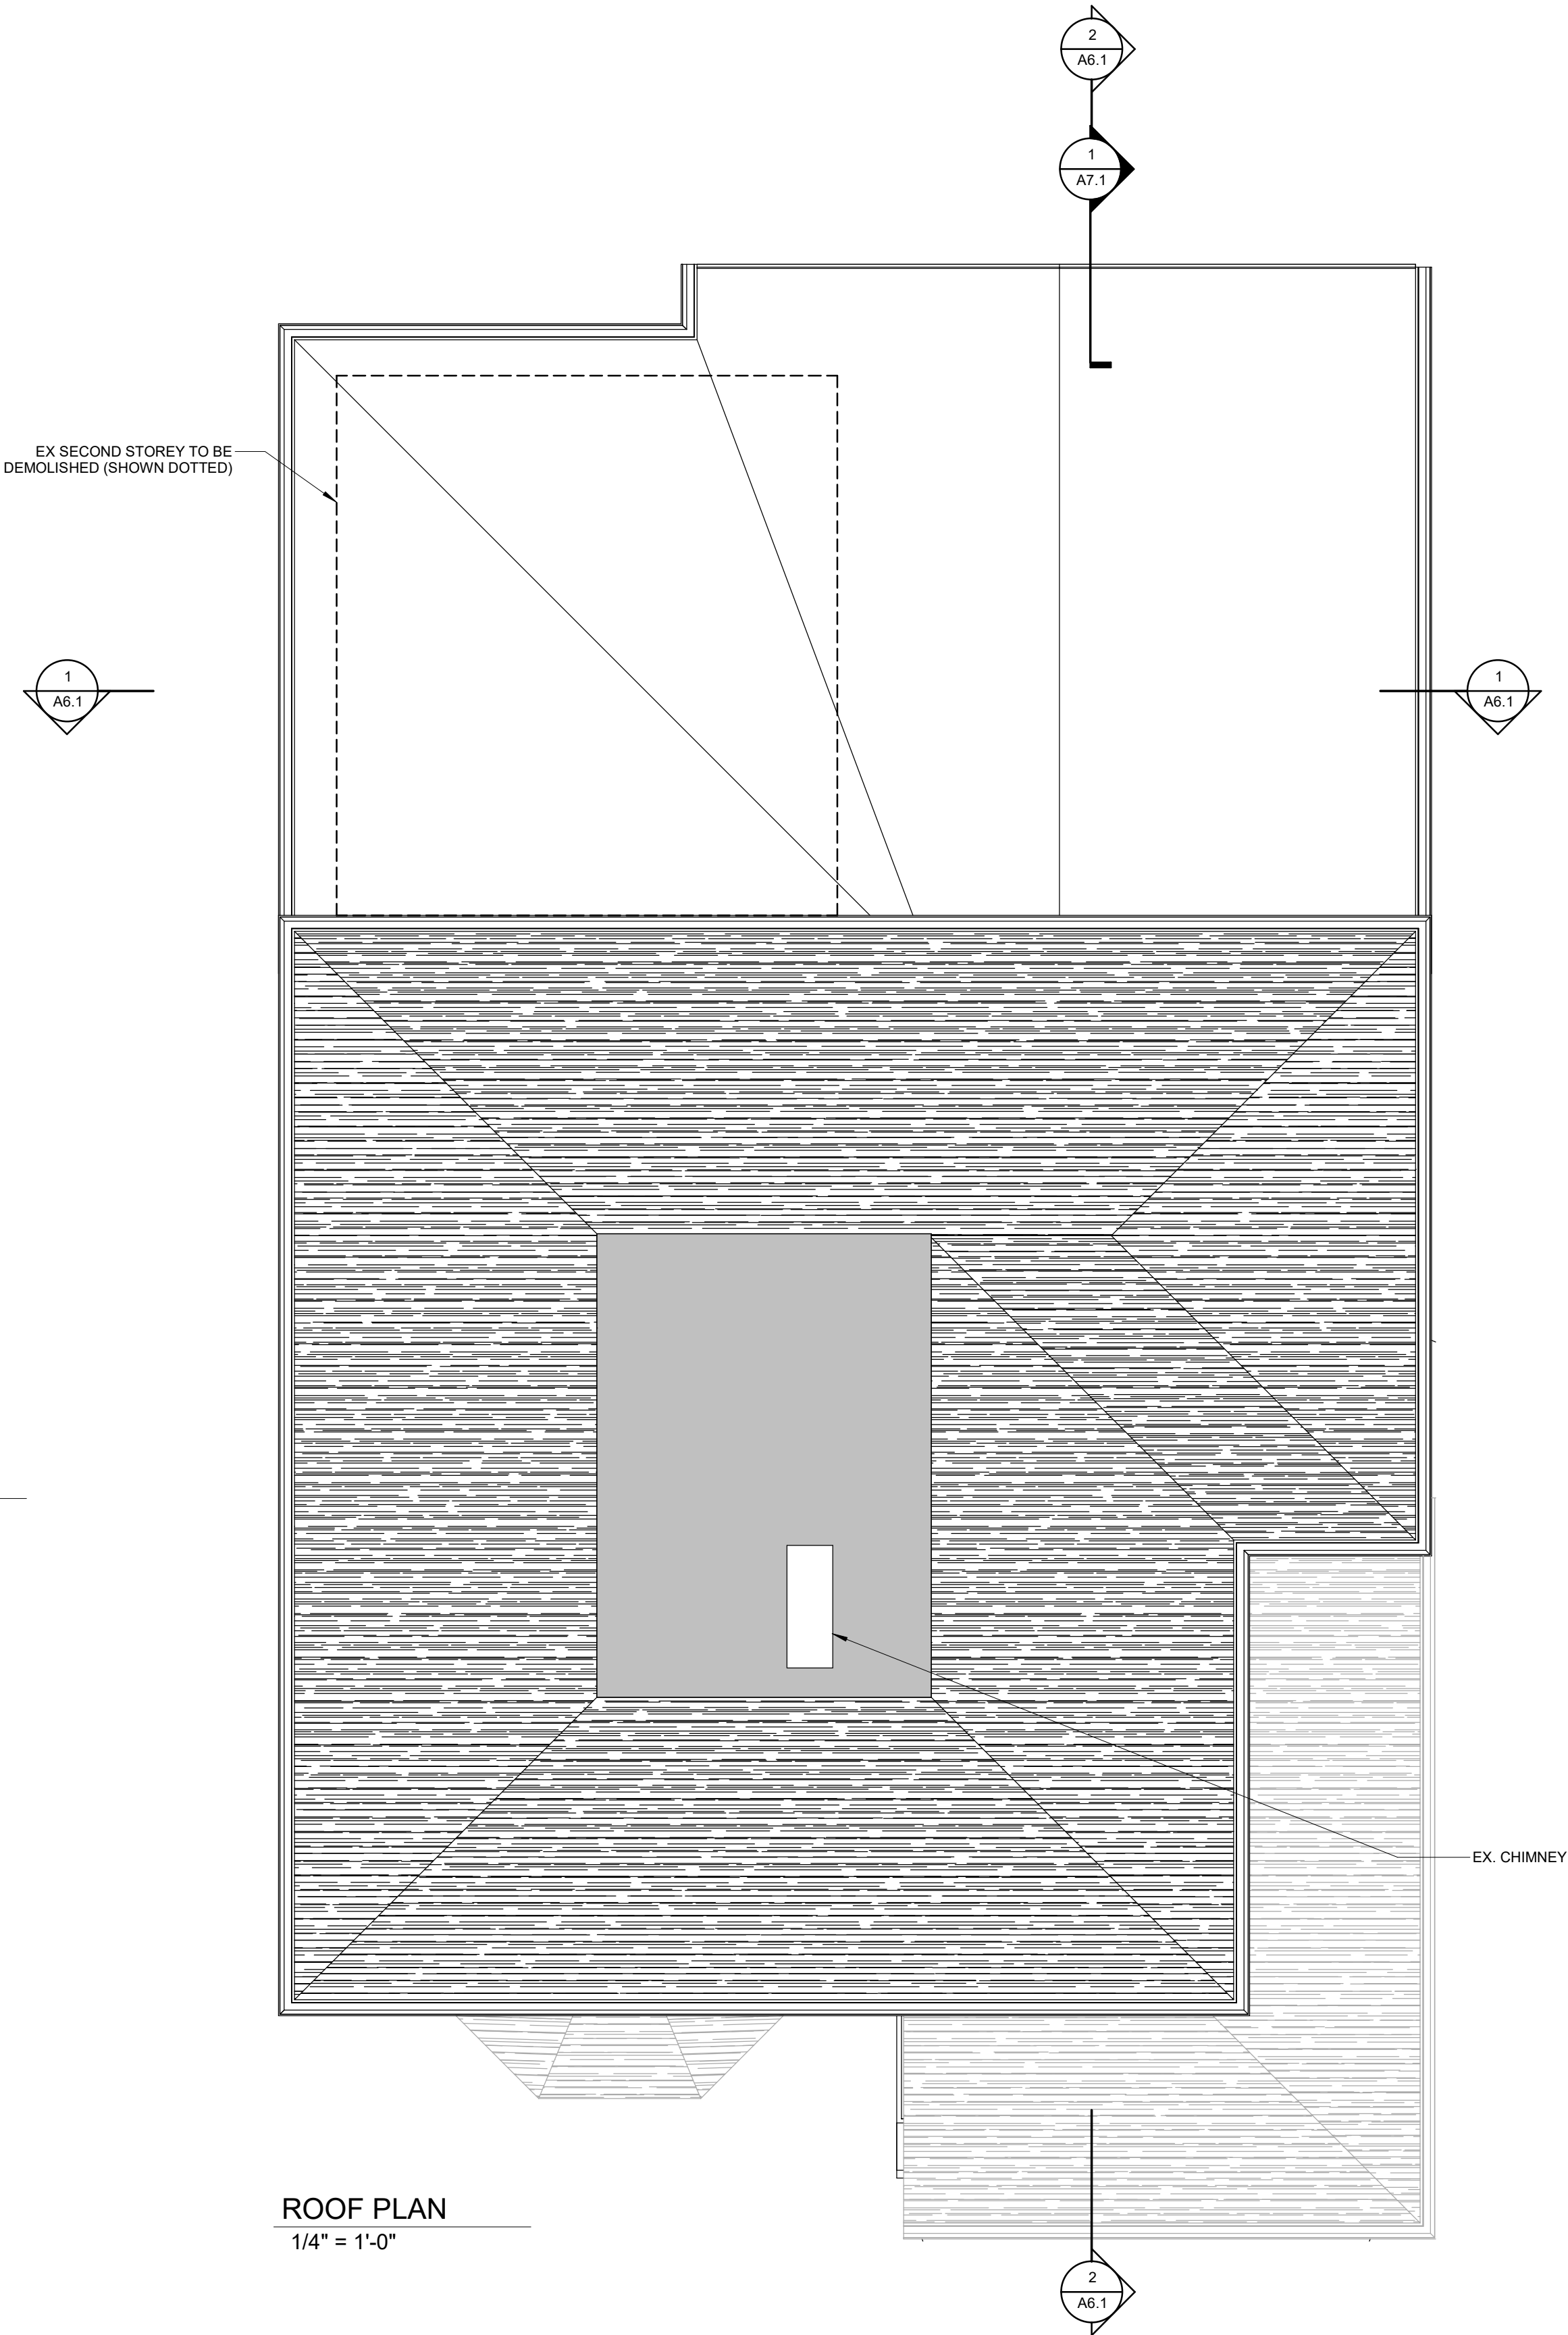 2
A6.1
1
A7.1
EX SECOND STOREY TO BE
DEMOLISHED (SHOWN DOTTED)
1
A6.1
1
A6.1
EX. CHIMNEY
ROOF PLAN
1/4" = 1'-0"
2
A6.1